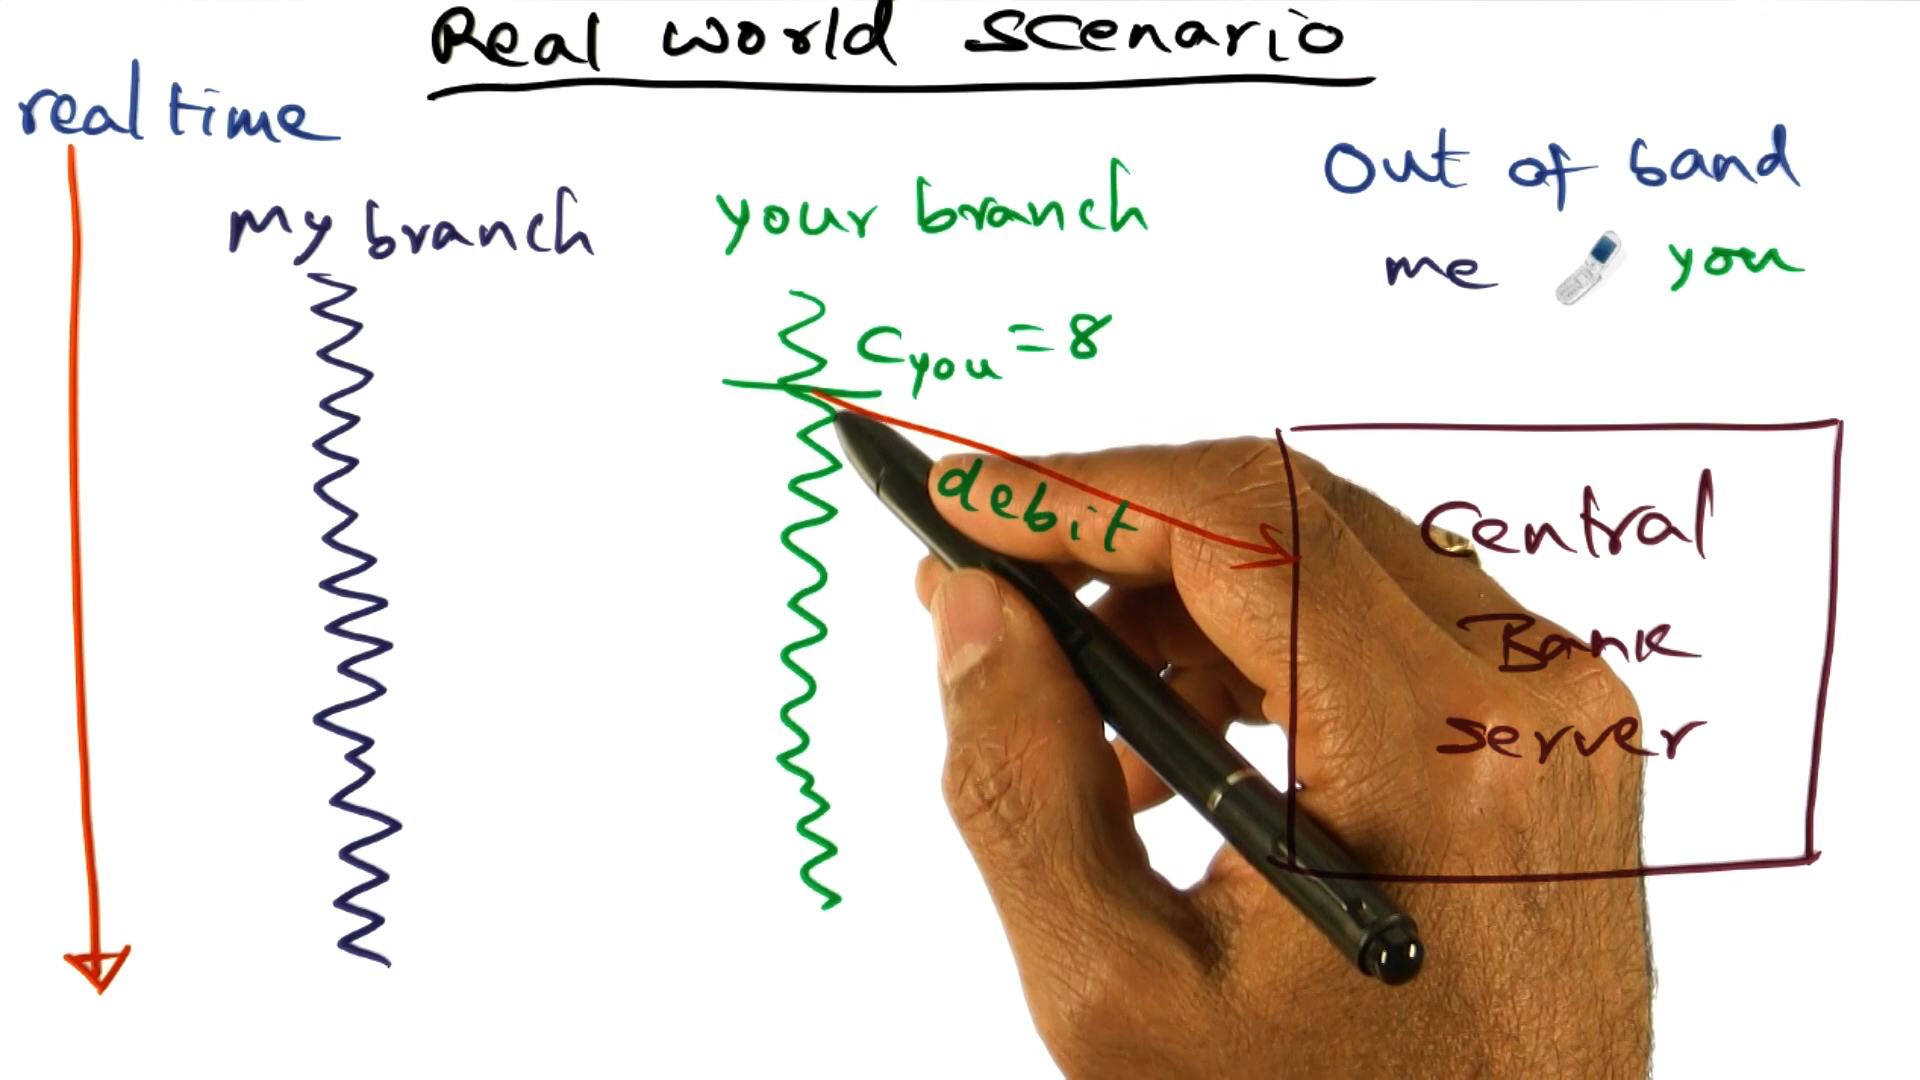 Real world scenario
real time
my branch
your branch
Out of band
me you
Cyou = 8
debit
Central
Bank
Server